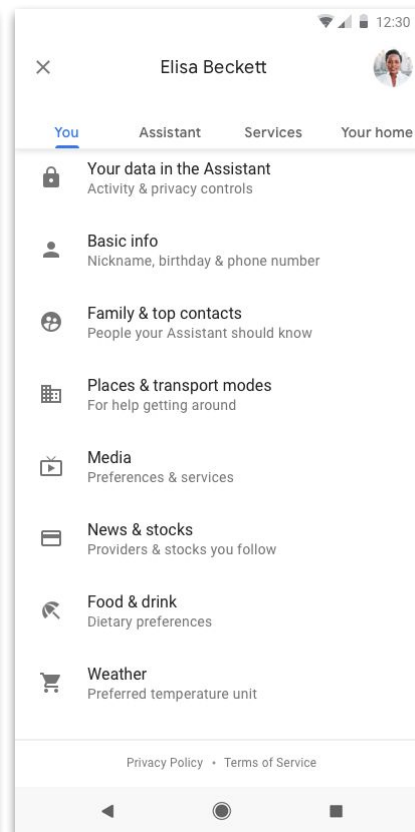 12:30
Elisa Beckett
You Assistant Services Your home
Your data in the Assistant
Activity & privacy controls
Basic info
Nickname, birthday & phone number
Family & top contacts
People your Assistant should know
Places & transport modes
For help getting around
Media
Preferences & services
News & stocks
Providers & stocks you follow
Food & drink
Dietary preferences
Weather
Preferred temperature unit
Privacy Policy • Terms of Service